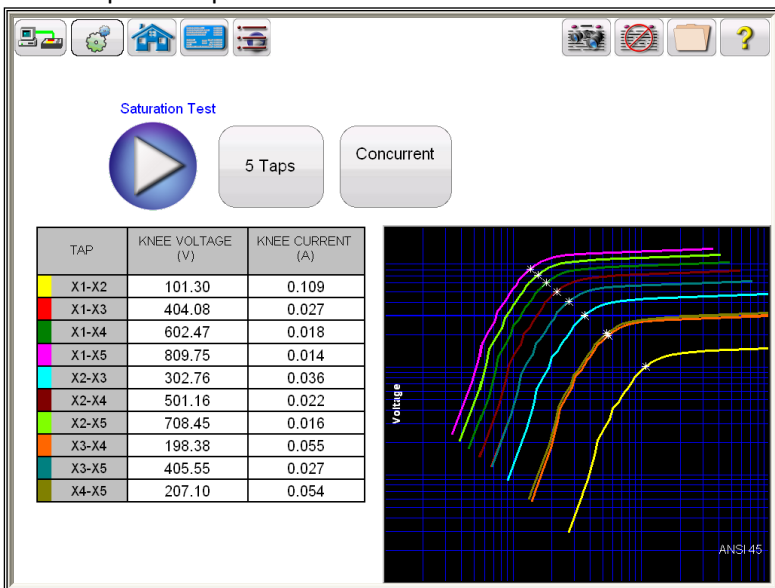 ?
Saturation Test
5 Taps
Concurrent
TAP KNEE VOLTAGE (V) KNEE CURRENT (A)
X1-X2 101.30 0.109
X1-X3 404.08 0.027
X1-X4 602.47 0.018
X1-X5 809.75 0.014
X2-X3 302.76 0.036
X2-X4 501.16 0.022
X2-X5 708.45 0.016
X3-X4 198.38 0.055
X3-X5 405.55 0.027
X4-X5 207.10 0.054
Voltage
ANSI 45